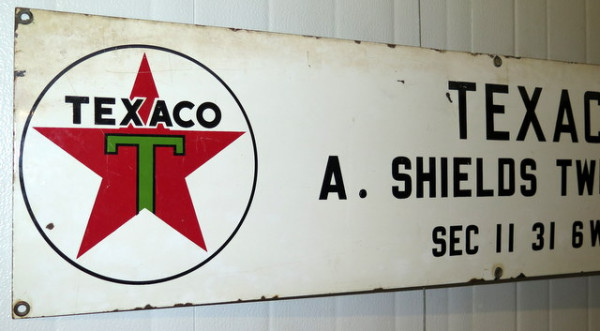 TEXACO
T
TEXAC
A. SHIELDS TW
SEC 11 31 6W